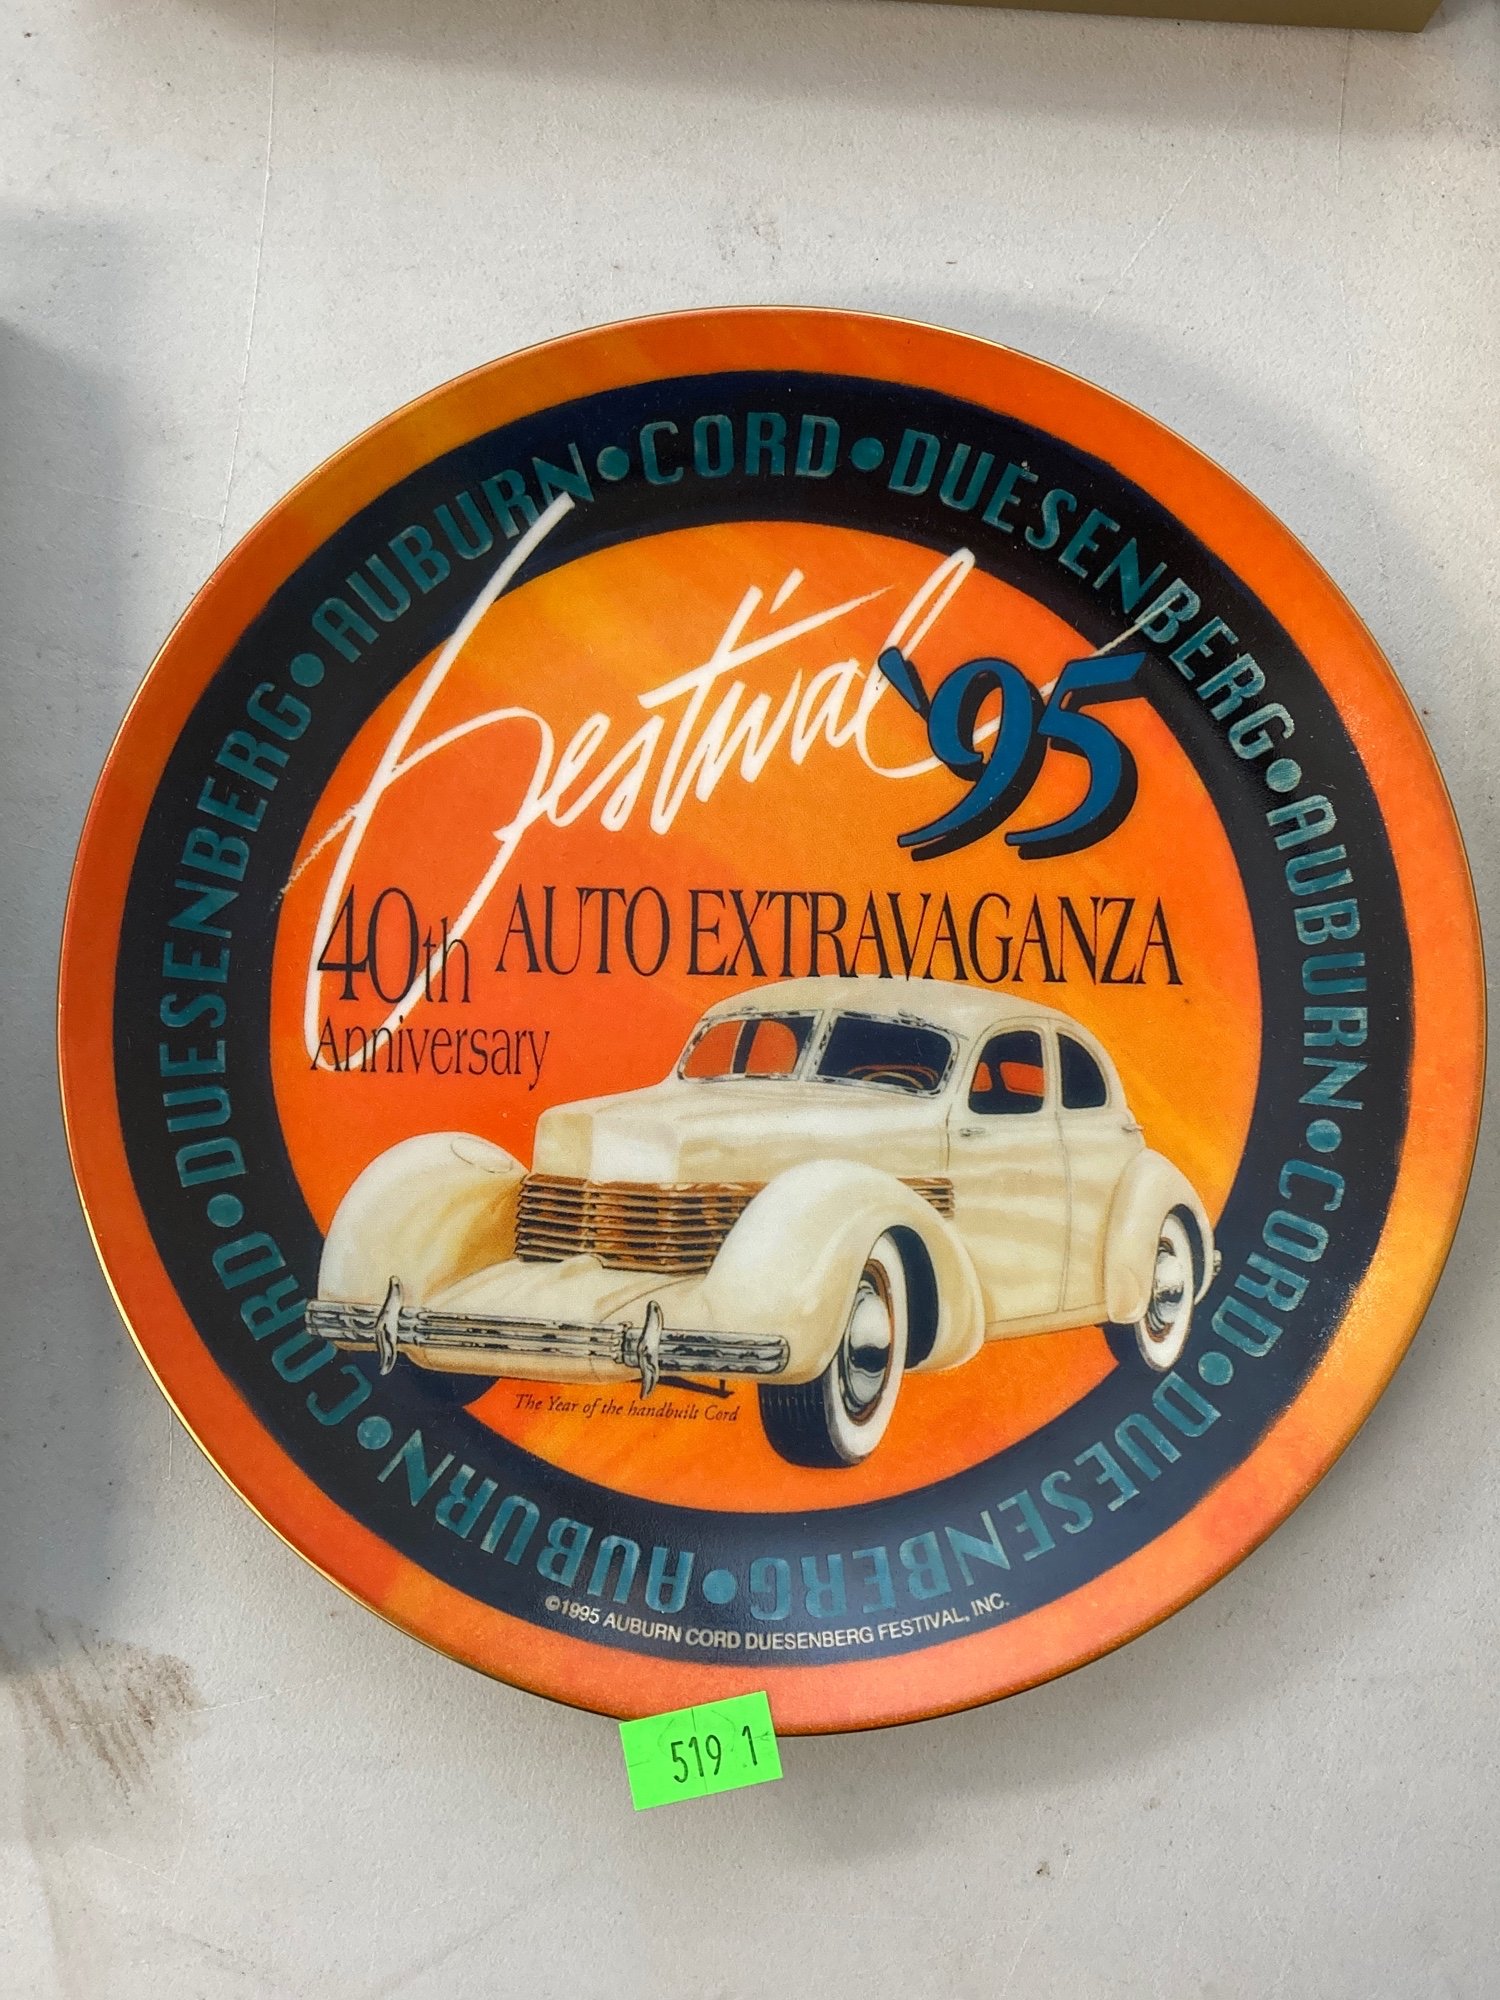 AUBURN•CORD•DUESENBERG•AUBURN•CORD•DUESENBERG•AUBURN•CORD•DUESENBERG•
Festival '95
40th AUTO EXTRAVAGANZA
Anniversary
The Year of the handbuilt Cord
©1995 AUBURN CORD DUESENBERG FESTIVAL, INC.
519 1